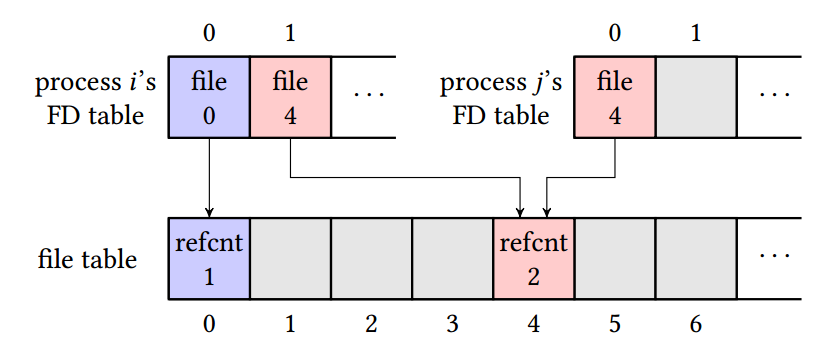 0 1 0 1
process i's file file ... process j's file ...
FD table 0 4 FD table 4
file table refcnt refcnt ...
1 2
0 1 2 3 4 5 6